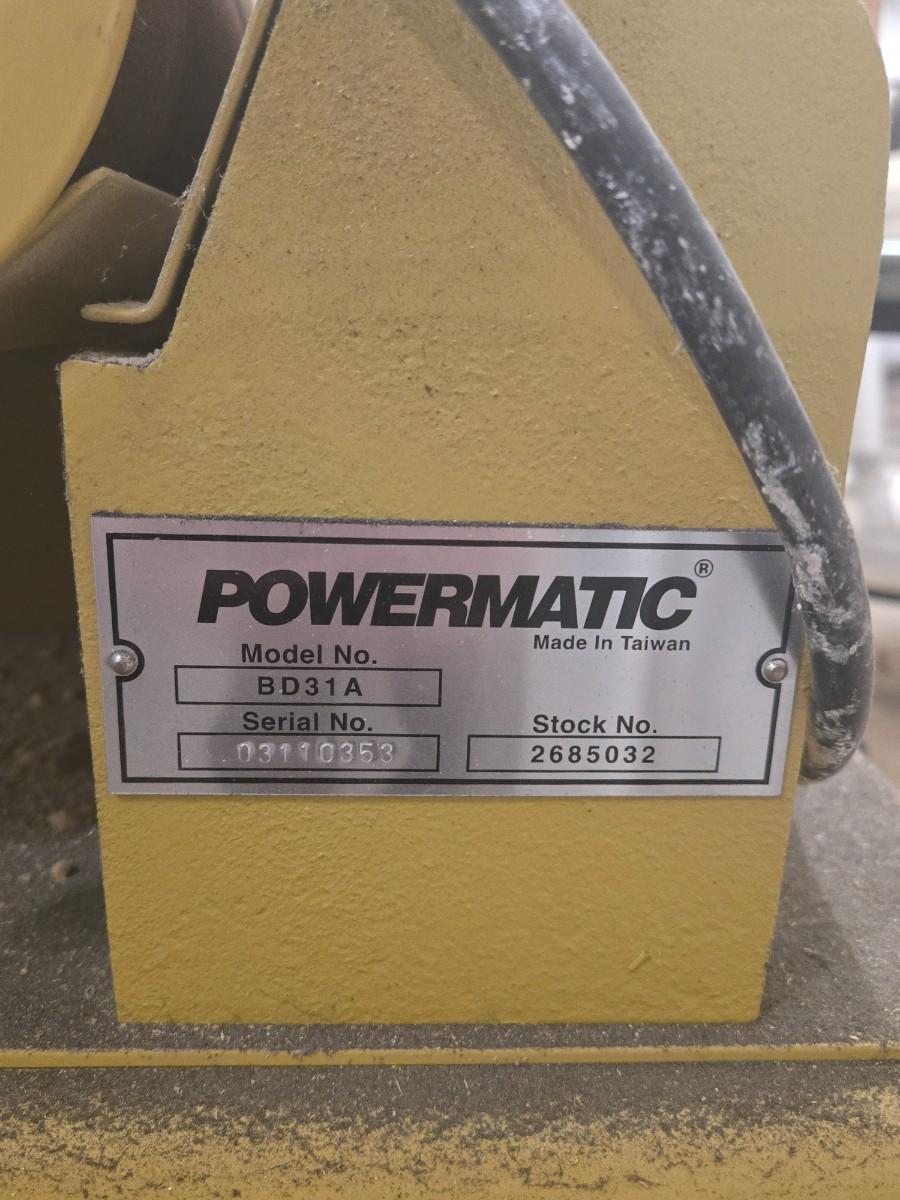 POWERMATIC®
Made In Taiwan
Model No.
BD31A
Serial No.
03110353
Stock No.
2685032